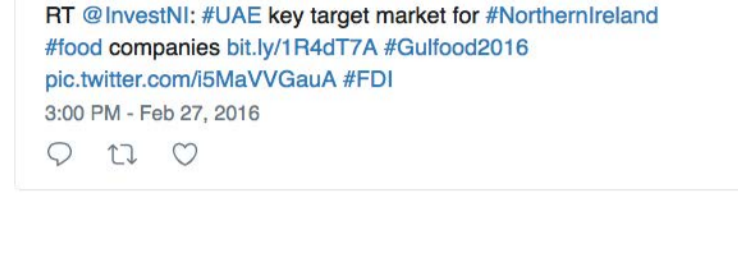 RT @InvestNI: #UAE key target market for #NorthernIreland
#food companies bit.ly/1R4dT7A #Gulfood2016
pic.twitter.com/i5MaVVGauA #FDI
3:00 PM - Feb 27, 2016